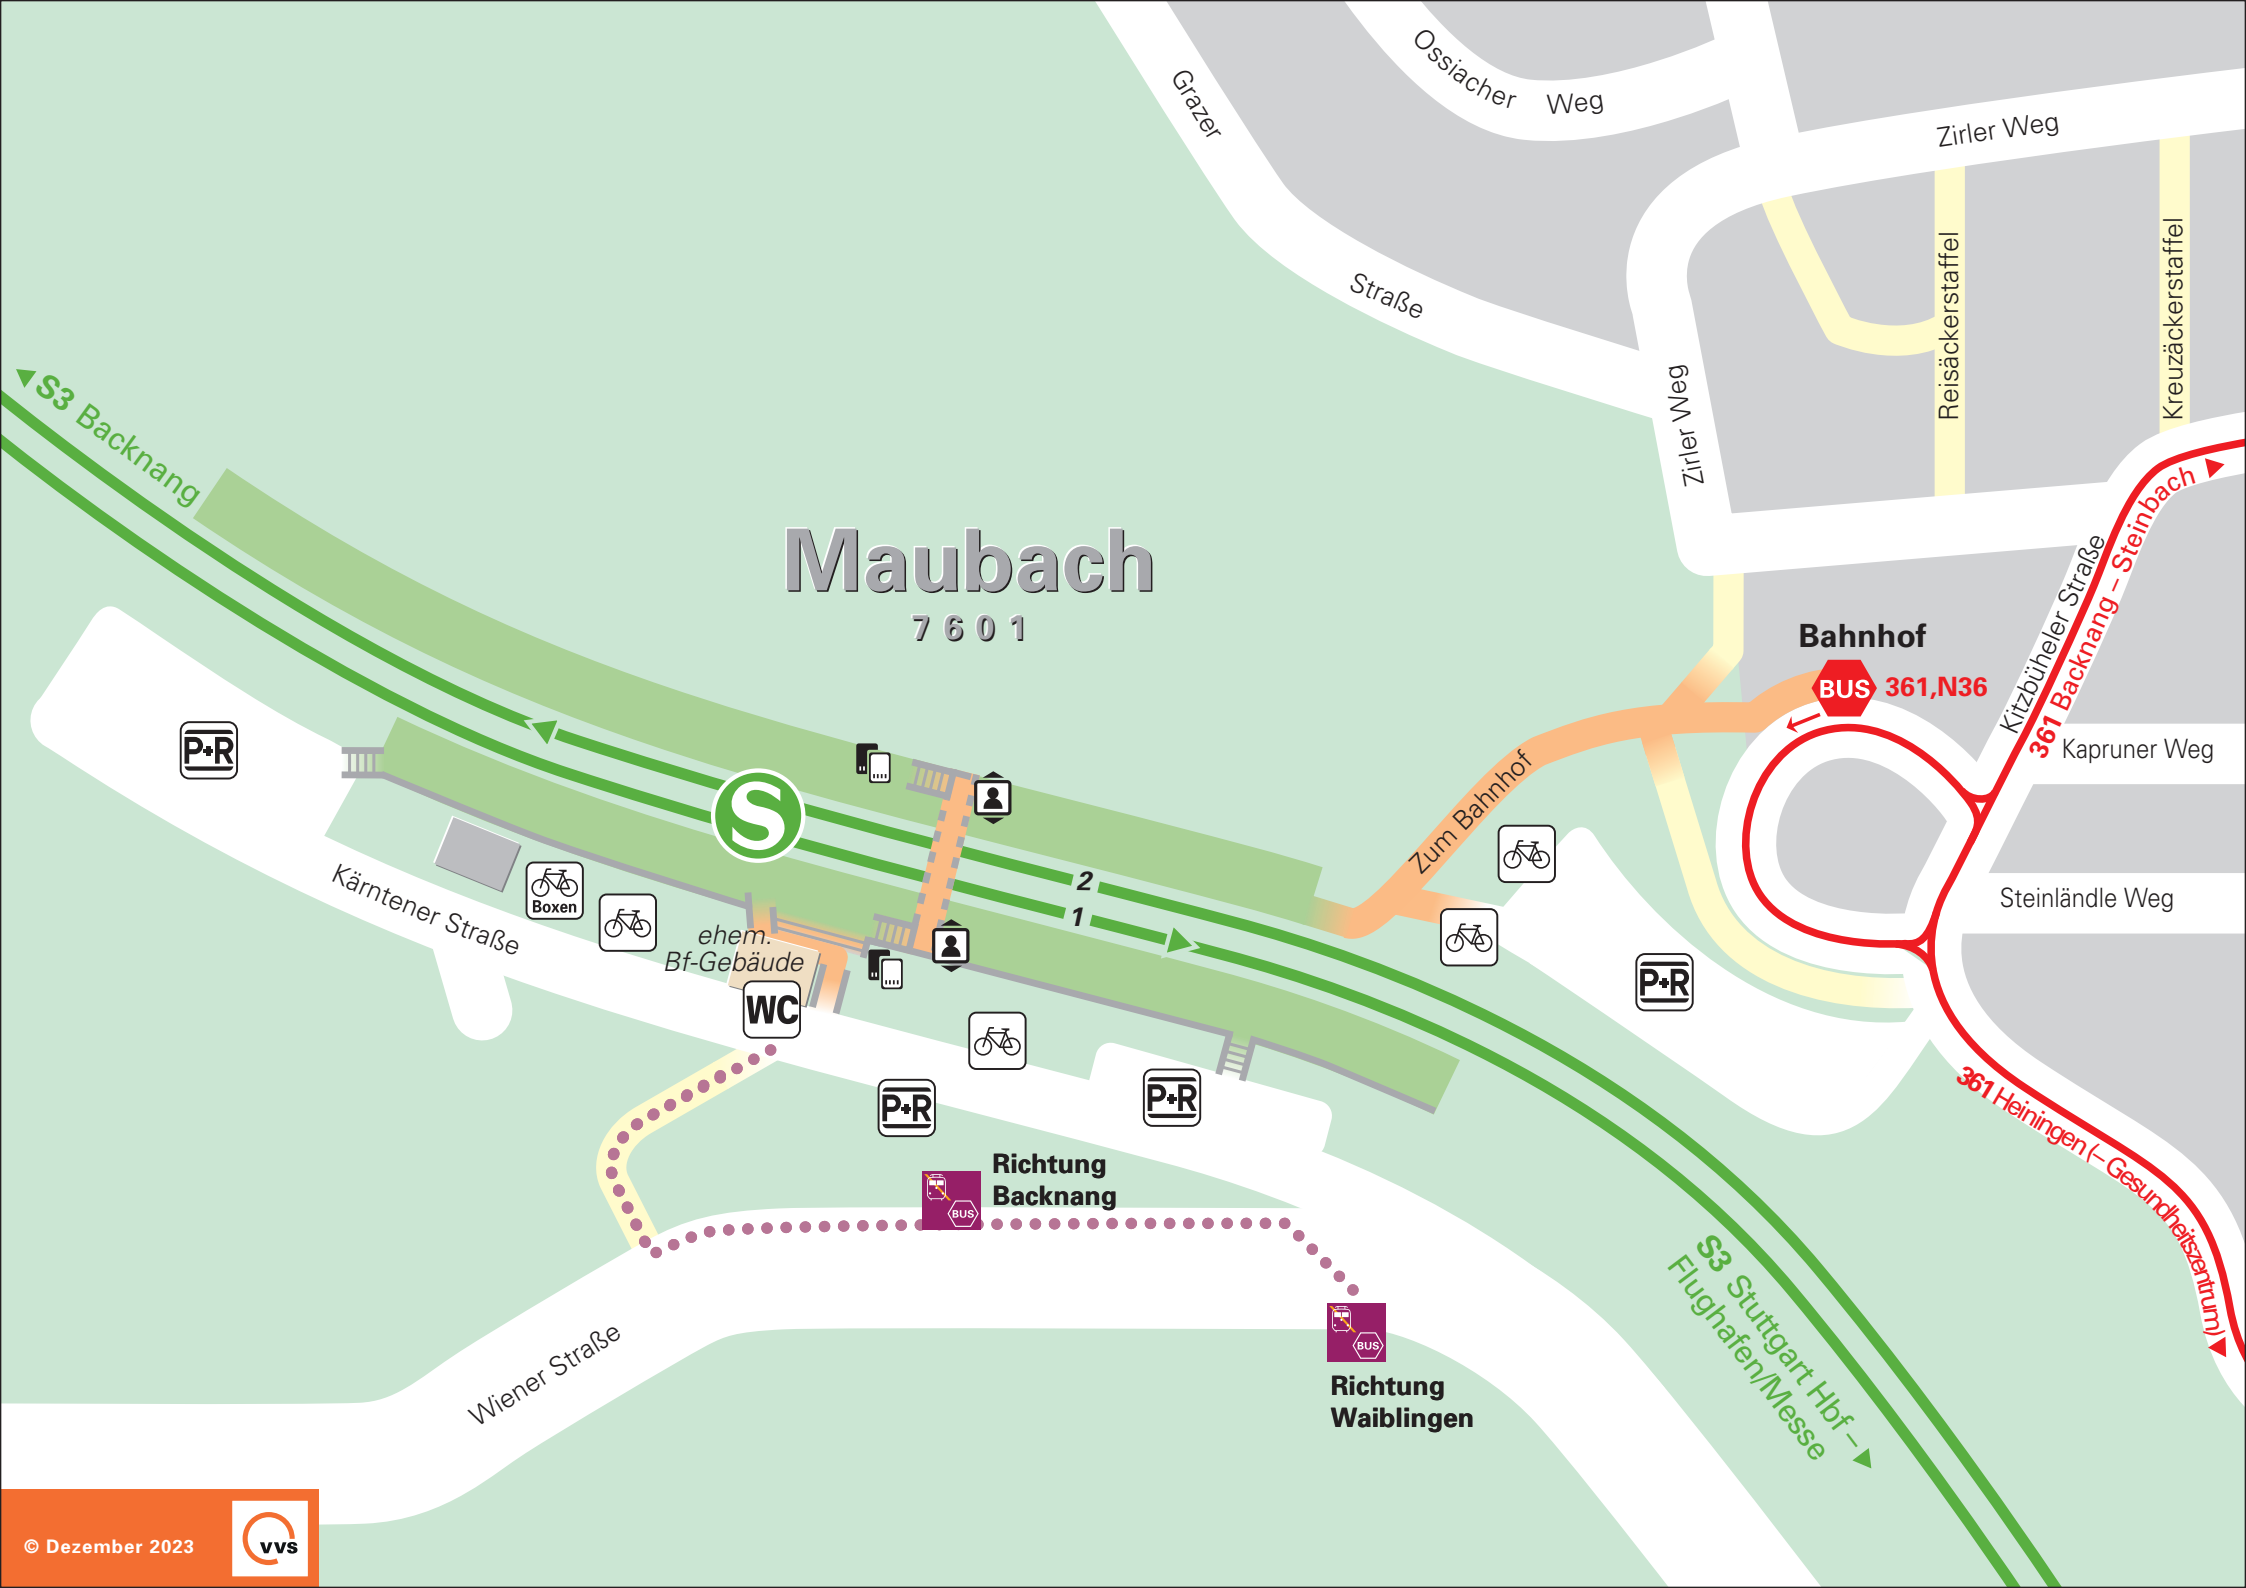 Grazer
Straße
Ossiacher Weg
Zirler Weg
Zirler Weg
Reisäckerstaffel
Kreuzäckerstaffel
S3 Backnang
Maubach
7601
Bahnhof
BUS 361,N36
Kitzbüheler Straße
361 Backnang – Steinbach
Kapruner Weg
Steinländle Weg
P+R
S
2
1
Zum Bahnhof
Kärntener Straße
Boxen
ehem.
Bf-Gebäude
WC
P+R
P+R
P+R
361 Heiningen (– Gesundheitszentrum)
Richtung
Backnang
BUS
BUS
Richtung
Waiblingen
Wiener Straße
S3 Stuttgart Hbf –
Flughafen/Messe
© Dezember 2023
vvs